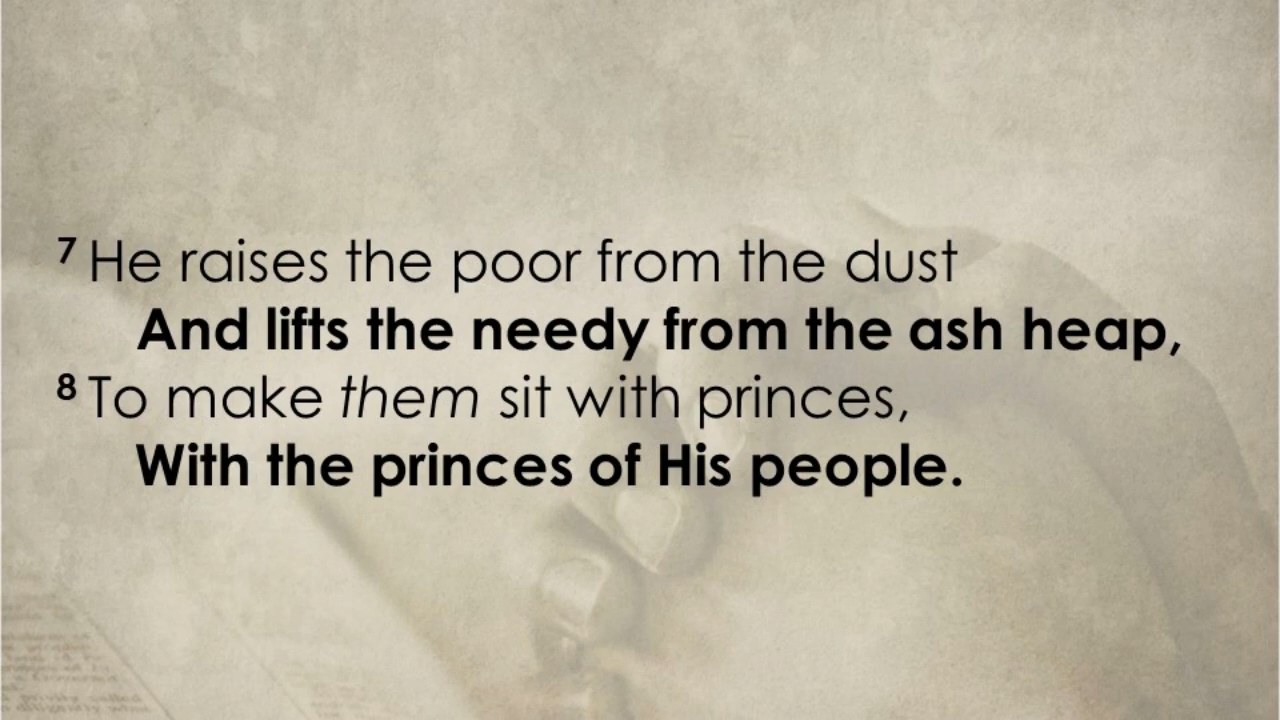 7 He raises the poor from the dust
And lifts the needy from the ash heap,
8 To make them sit with princes,
With the princes of His people.